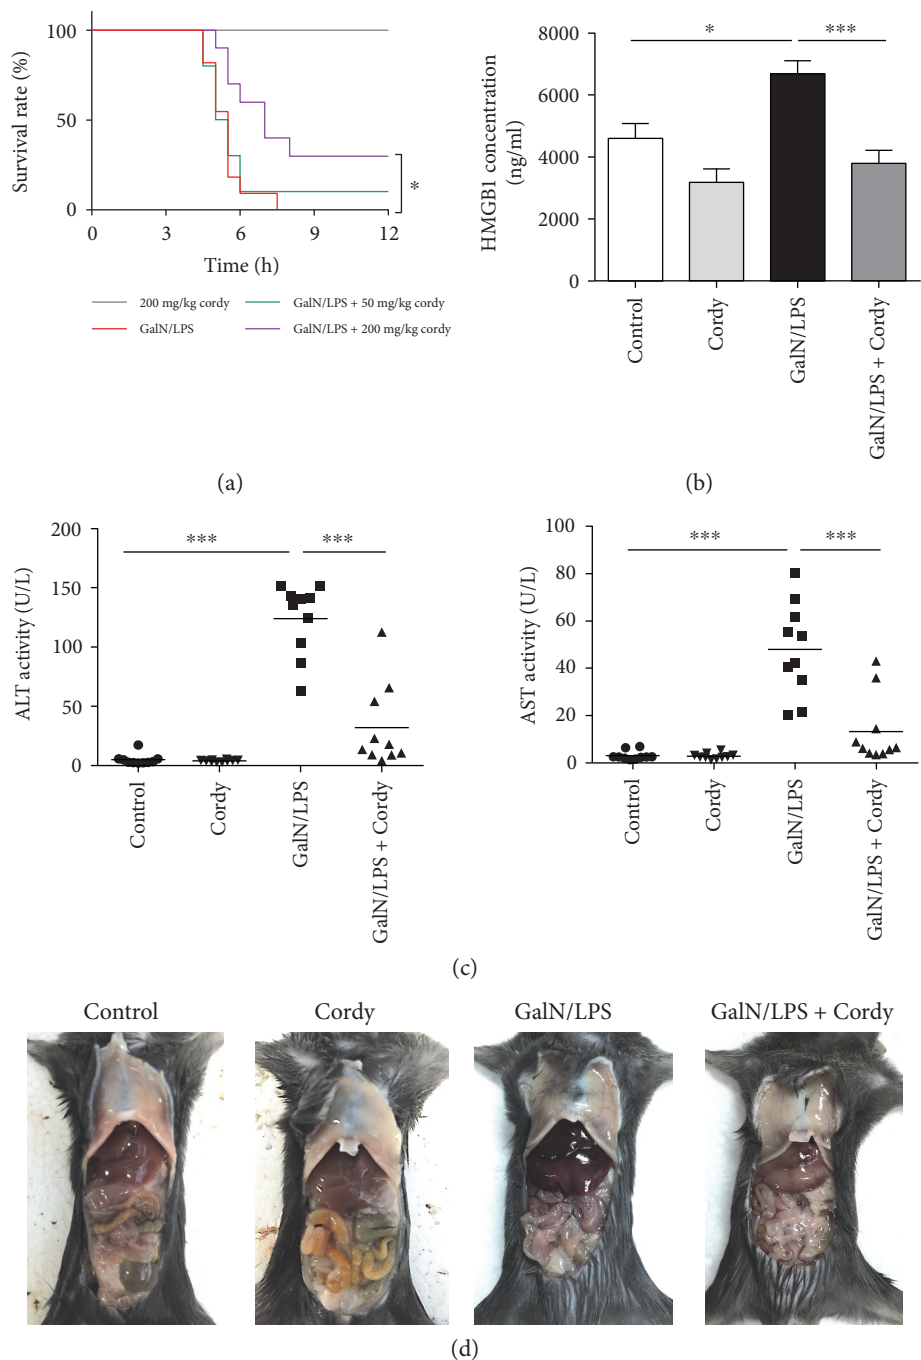 100
50
0
Survival rate (%)
0 3 6 9 12
Time (h)
*
200 mg/kg cordy
GalN/LPS + 50 mg/kg cordy
GalN/LPS
GalN/LPS + 200 mg/kg cordy
(a)
8000
6000
4000
2000
0
HMGB1 concentration
(ng/ml)
* ***
Control
Cordy
GalN/LPS
GalN/LPS + Cordy
(b)
200
150
100
50
0
ALT activity (U/L)
*** ***
Control
Cordy
GalN/LPS
GalN/LPS + Cordy
100
80
60
40
20
0
AST activity (U/L)
*** ***
Control
Cordy
GalN/LPS
GalN/LPS + Cordy
(c)
Control Cordy GalN/LPS GalN/LPS + Cordy
(d)